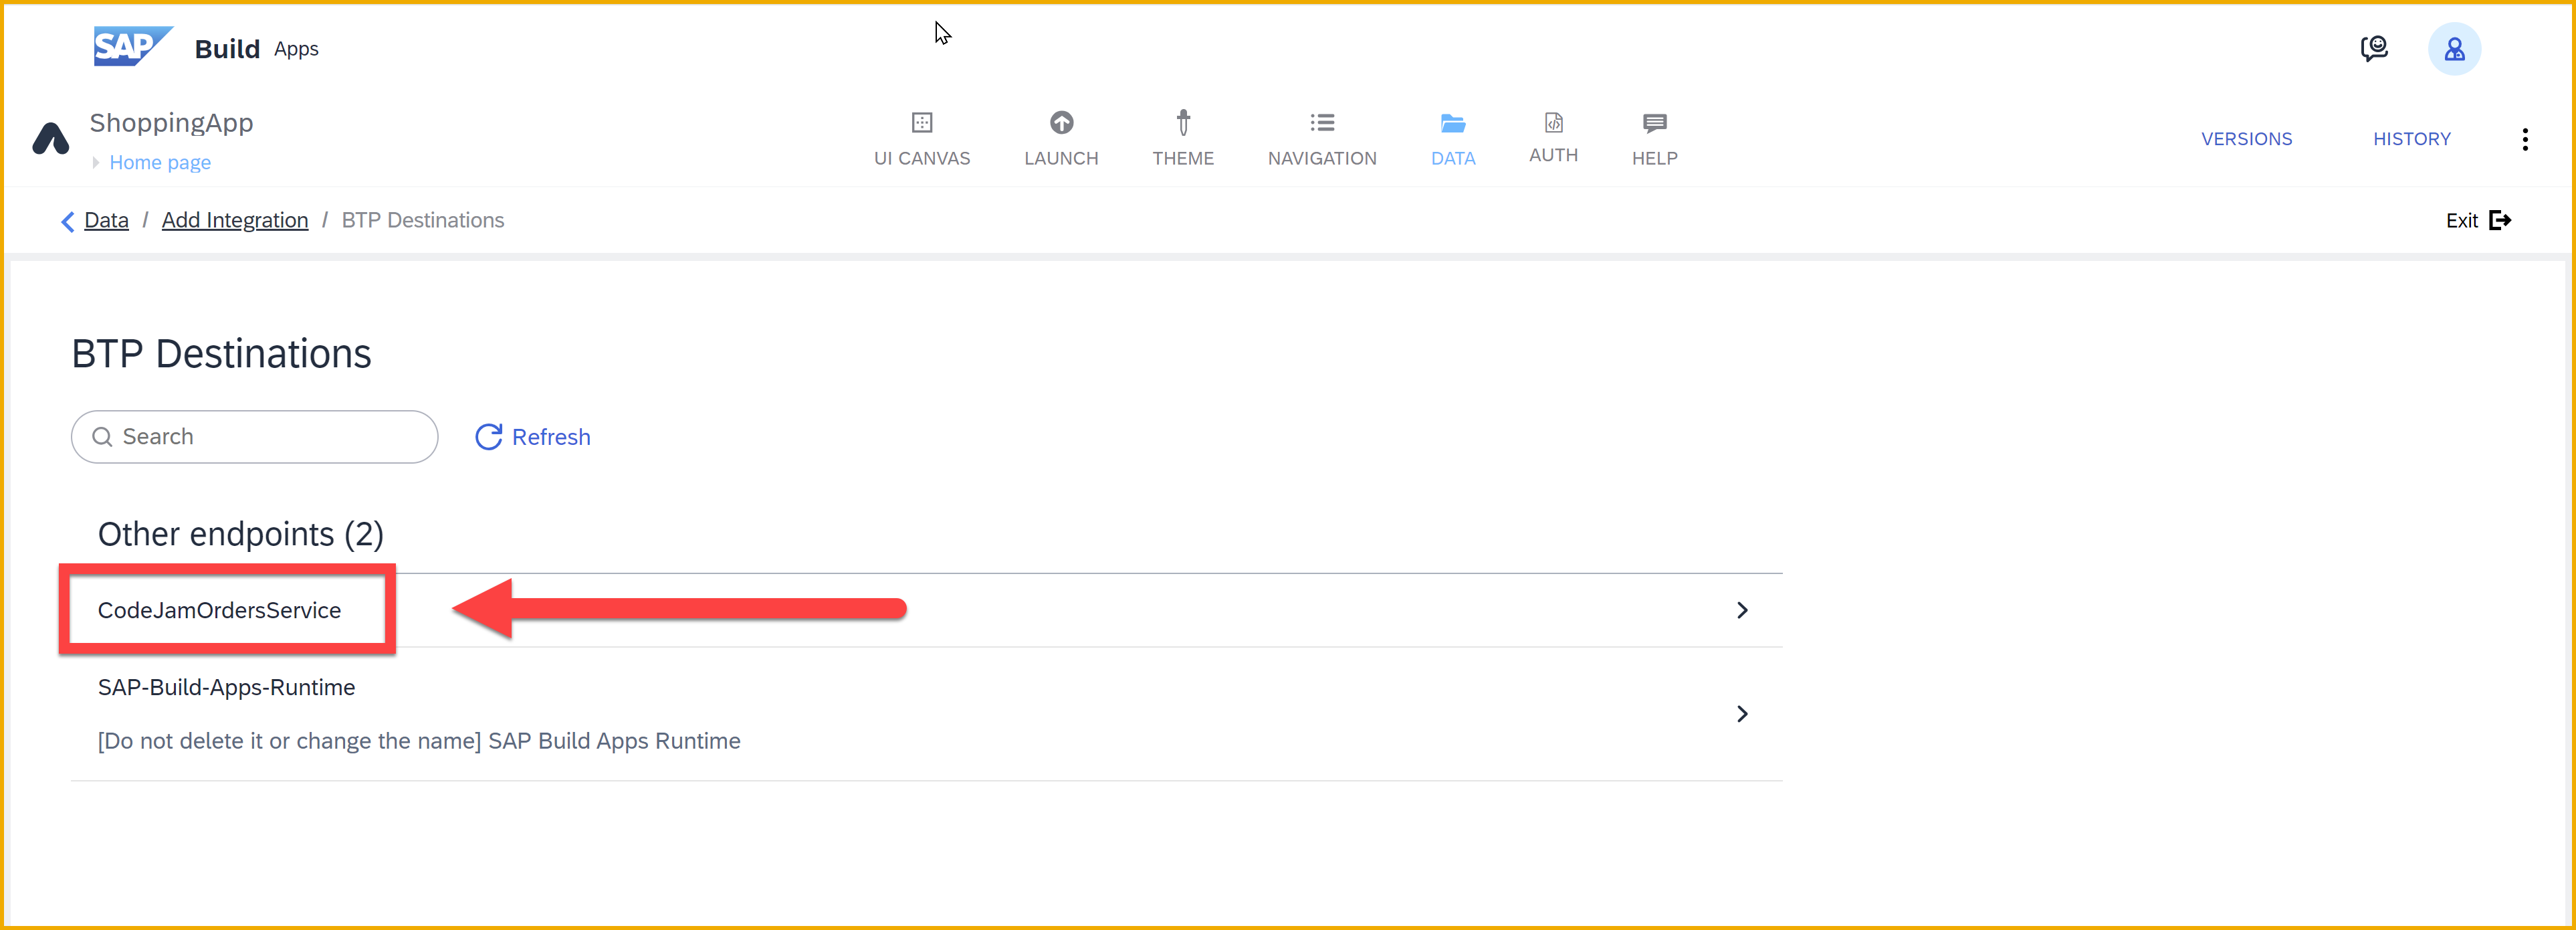 SAP Build Apps
ShoppingApp
Home page
UI CANVAS
LAUNCH
THEME
NAVIGATION
DATA
AUTH
HELP
VERSIONS
HISTORY
Data / Add Integration / BTP Destinations
Exit
BTP Destinations
Search
Refresh
Other endpoints (2)
CodeJamOrdersService
SAP-Build-Apps-Runtime
[Do not delete it or change the name] SAP Build Apps Runtime